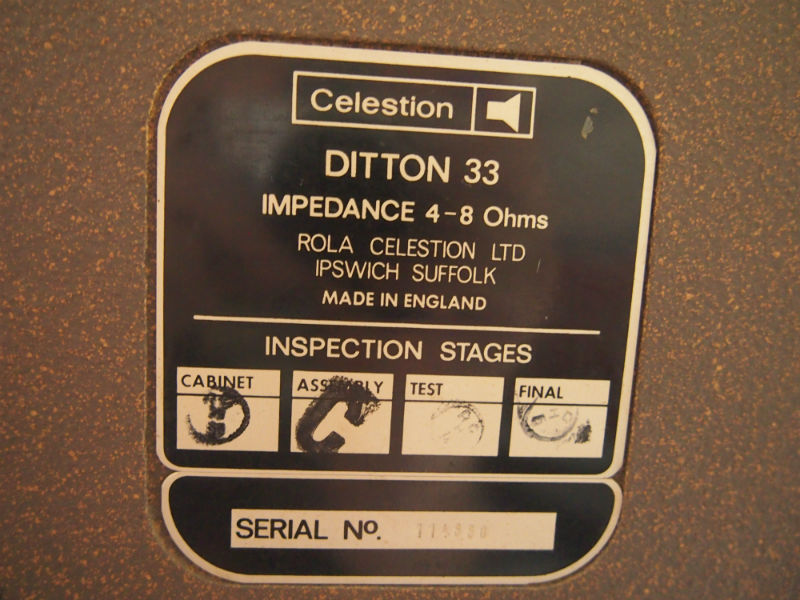 Celestion
DITTON 33
IMPEDANCE 4-8 Ohms
ROLA CELESTION LTD
IPSWICH SUFFOLK
MADE IN ENGLAND
INSPECTION STAGES
CABINET ASSEMBLY TEST FINAL
SERIAL No.